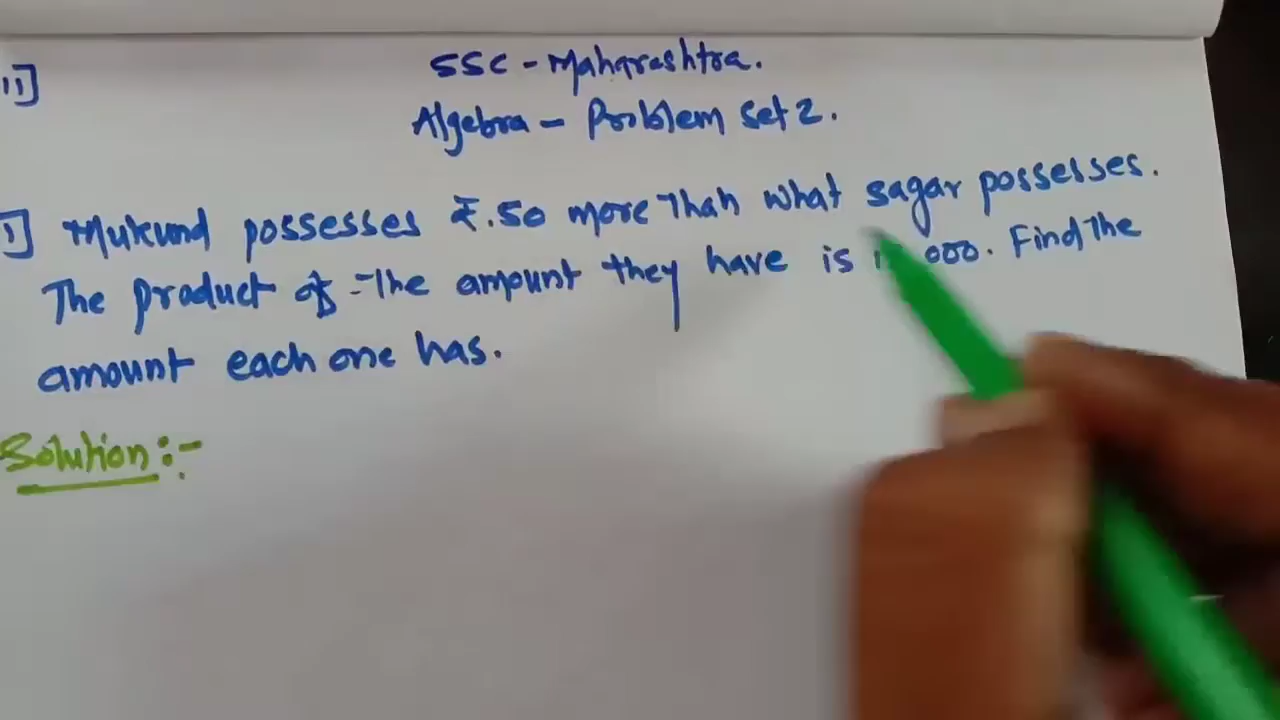 11]
SSC - Maharashtra.
Algebra - Problem Set 2.
1] Mukund possesses ₹.50 more than what sagar possesses.
The product of the amount they have is 000. Find the
amount each one has.
Solution:-